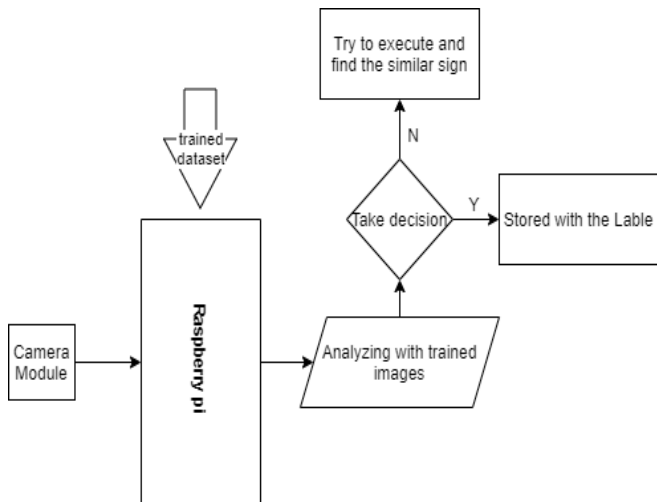 Try to execute and
find the similar sign
trained
dataset
N
Take decision
Y
Stored with the Lable
Raspberry pi
Camera
Module
Analyzing with trained
images